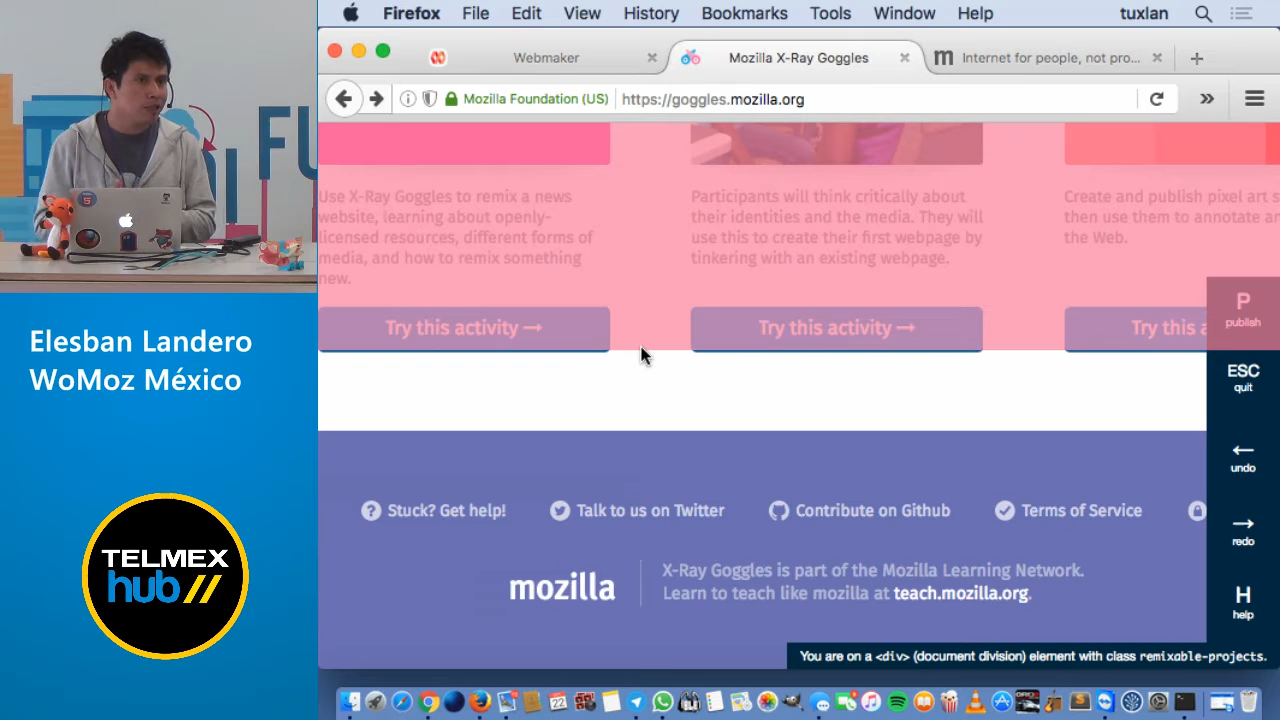 Firefox File Edit View History Bookmarks Tools Window Help tuxlan
Webmaker
Mozilla X-Ray Goggles
Internet for people, not pro...
Mozilla Foundation (US)
https://goggles.mozilla.org
Use X-Ray Goggles to remix a news
website, learning about openly-
licensed resources, different forms of
media, and how to remix something
new.
Participants will think critically about
their identities and the media. They will
use this to create their first webpage by
tinkering with an existing webpage.
Create and publish pixel art s
then use them to annotate an
the Web.
Try this activity →
Try this activity →
Try this a
P
publish
ESC
quit
←
undo
→
redo
H
help
Stuck? Get help!
Talk to us on Twitter
Contribute on Github
Terms of Service
mozilla
X-Ray Goggles is part of the Mozilla Learning Network.
Learn to teach like mozilla at teach.mozilla.org.
You are on a <div> (document division) element with class remixable-projects.
FU
Elesban Landero
WoMoz México
TELMEX
hub//